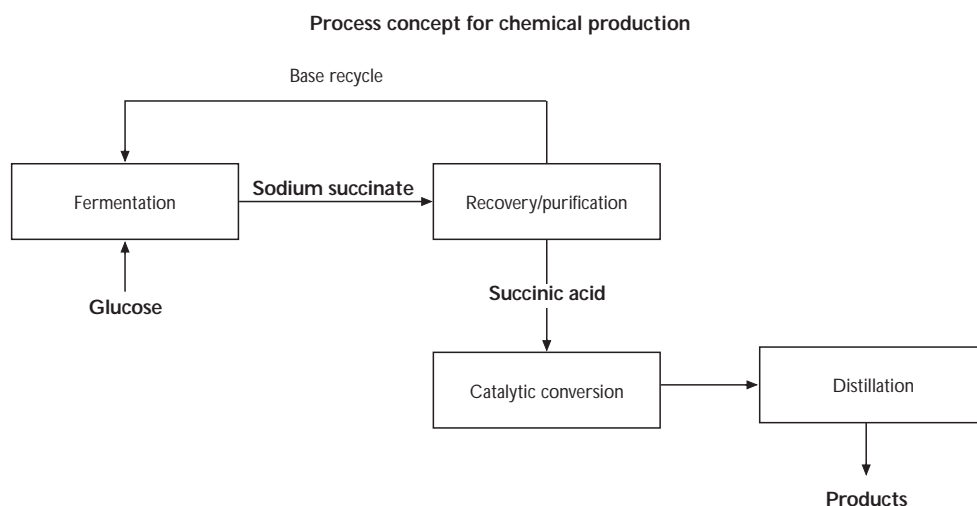 Process concept for chemical production
Base recycle
Fermentation
Sodium succinate
Recovery/purification
Glucose
Succinic acid
Catalytic conversion
Distillation
Products